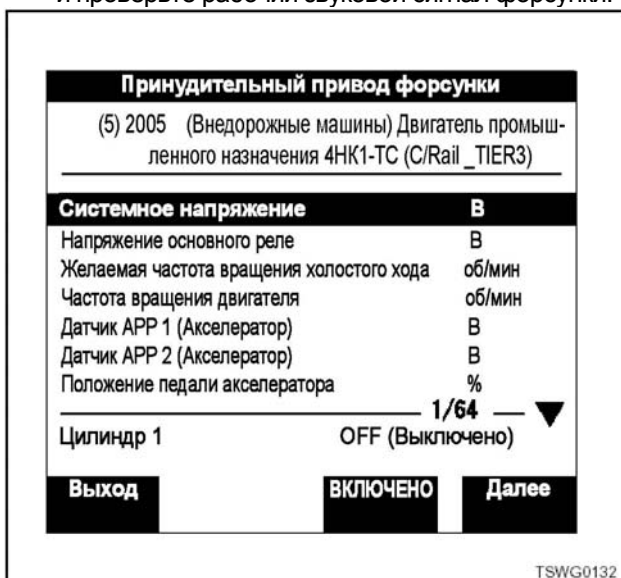 и проверьте рабочий звуковой сигнал форсунки.
Принудительный привод форсунки
(5) 2005 (Внедорожные машины) Двигатель промыш-
ленного назначения 4HK1-TC (C/Rail _TIER3)
Системное напряжение В
Напряжение основного реле В
Желаемая частота вращения холостого хода об/мин
Частота вращения двигателя об/мин
Датчик APP 1 (Акселератор) В
Датчик APP 2 (Акселератор) В
Положение педали акселератора %
1/64
Цилиндр 1 OFF (Выключено)
Выход ВКЛЮЧЕНО Далее
TSWG0132